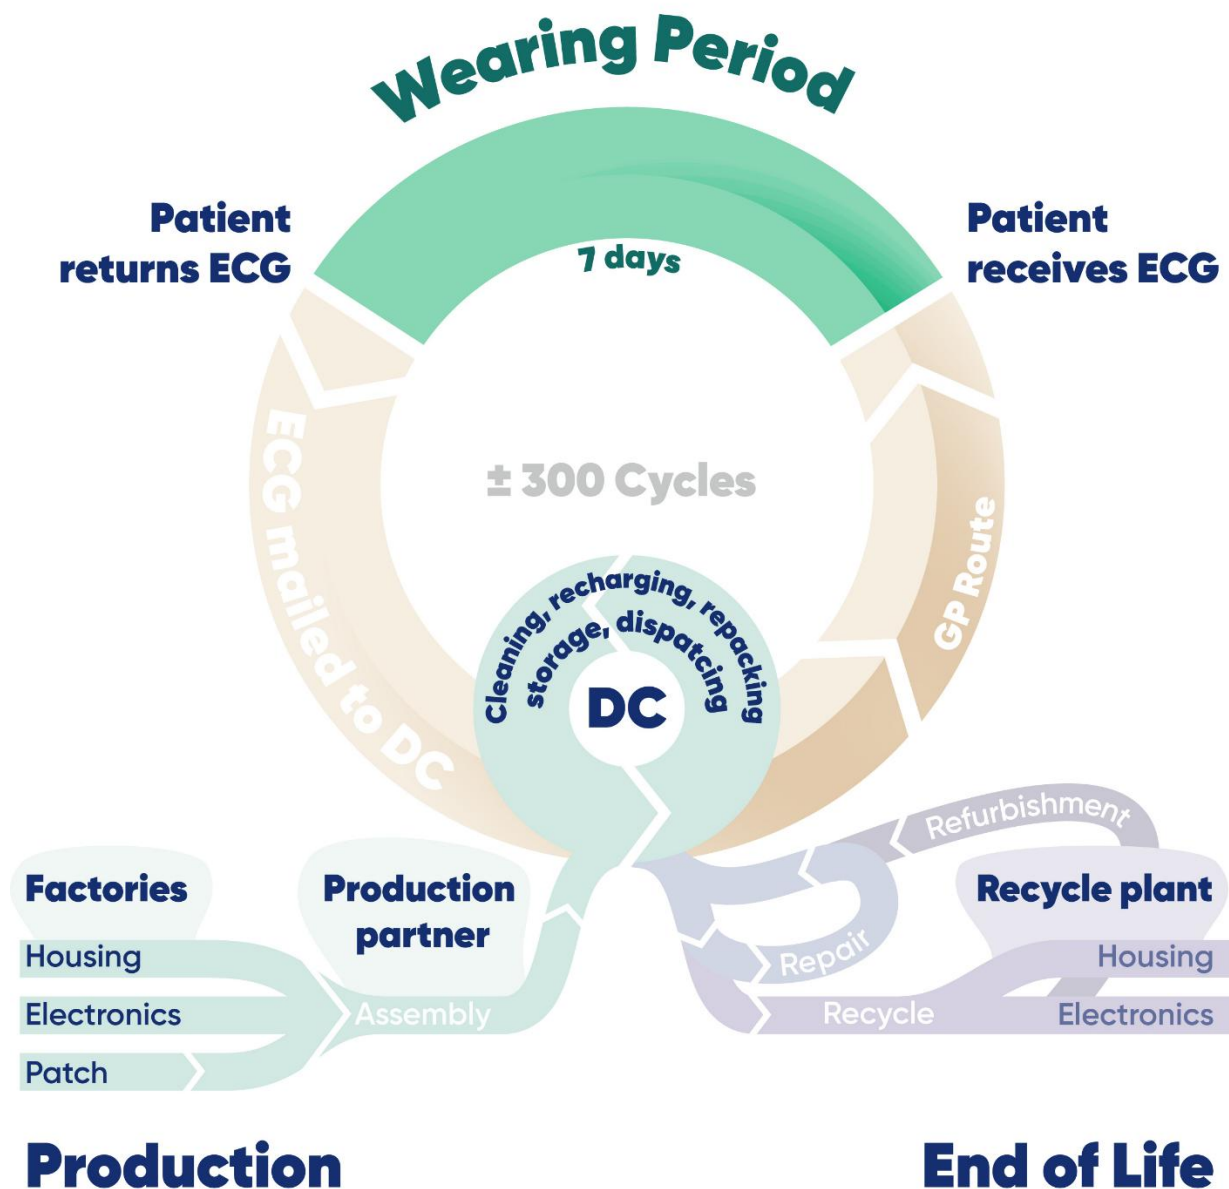 Wearing Period
Patient
returns ECG
7 days
Patient
receives ECG
ECG mailed to DC
± 300 Cycles
GP Route
Cleaning, recharging, repacking
storage, dispatcing
DC
Refurbishment
Factories
Production
partner
Recycle plant
Housing
Repair
Housing
Electronics
Assembly
Recycle
Electronics
Patch
Production
End of Life